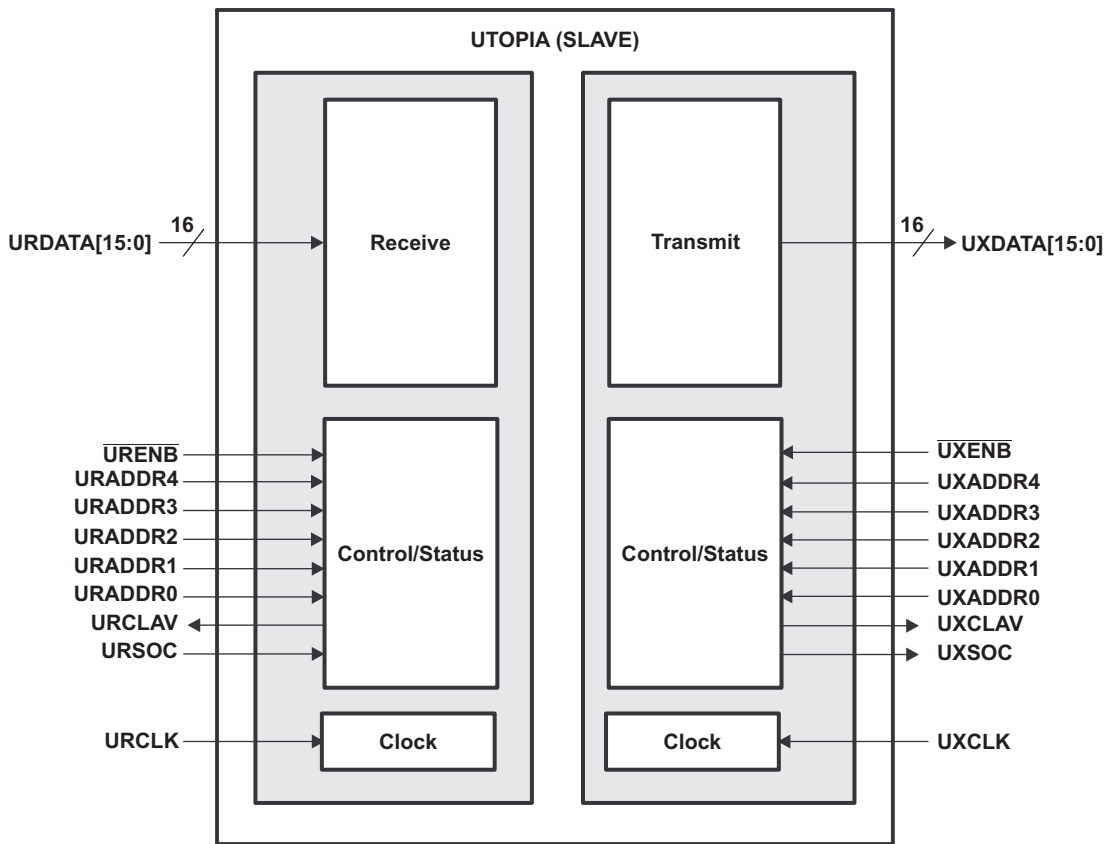 UTOPIA (SLAVE)
URDATA[15:0]
16
Receive
Transmit
16
UXDATA[15:0]
URENB
URADDR4
URADDR3
URADDR2
URADDR1
URADDR0
URCLAV
URSOC
Control/Status
Control/Status
UXENB
UXADDR4
UXADDR3
UXADDR2
UXADDR1
UXADDR0
UXCLAV
UXSOC
URCLK
Clock
Clock
UXCLK